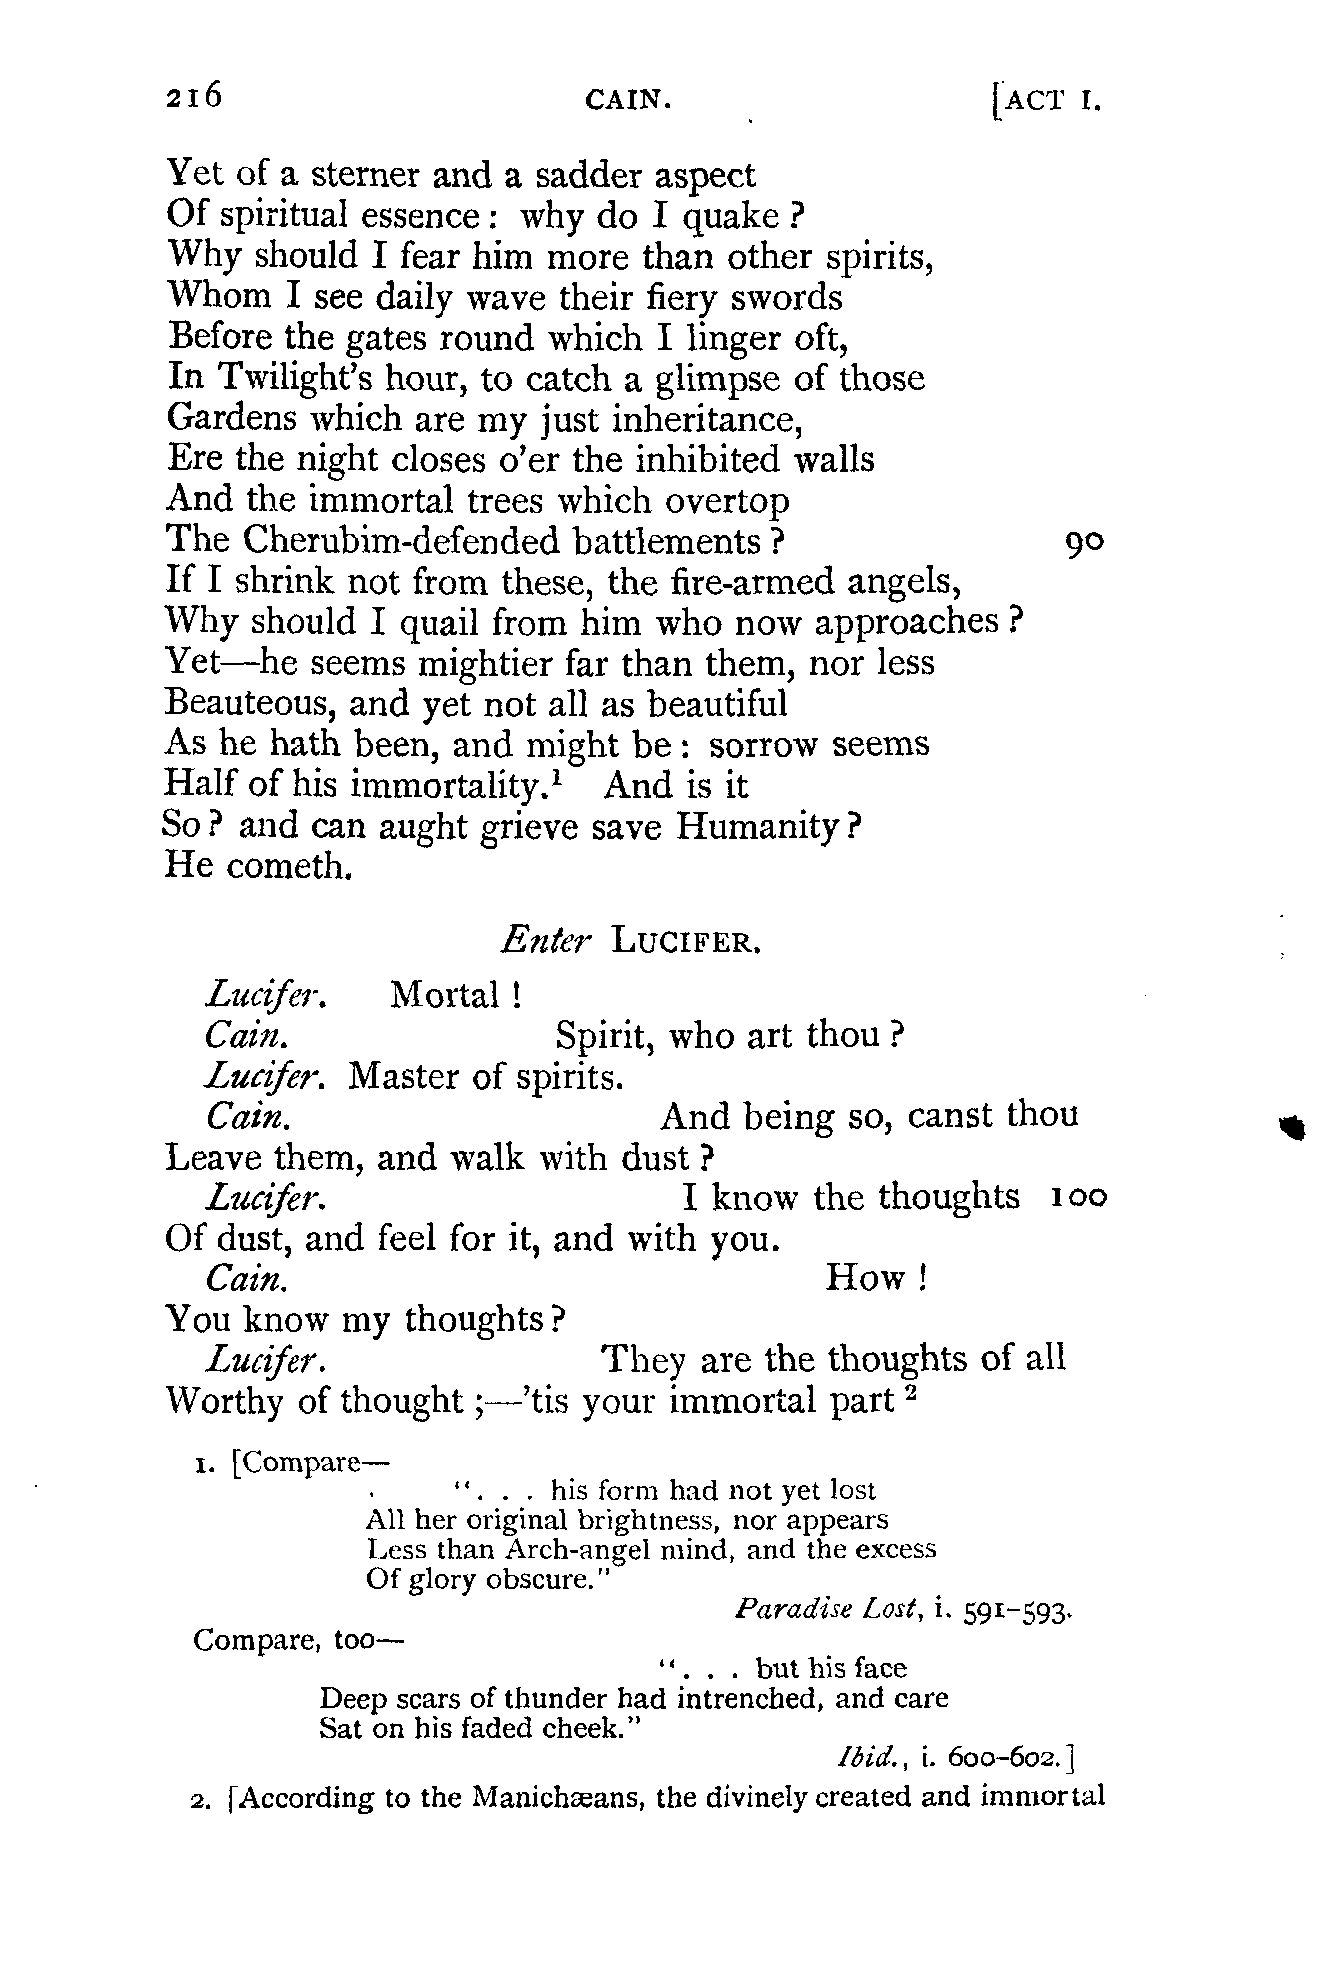 216 CAIN. [ACT I.
Yet of a sterner and a sadder aspect
Of spiritual essence: why do I quake?
Why should I fear him more than other spirits,
Whom I see daily wave their fiery swords
Before the gates round which I linger oft,
In Twilight's hour, to catch a glimpse of those
Gardens which are my just inheritance,
Ere the night closes o'er the inhibited walls
And the immortal trees which overtop
The Cherubim-defended battlements? 90
If I shrink not from these, the fire-armed angels,
Why should I quail from him who now approaches?
Yet—he seems mightier far than them, nor less
Beauteous, and yet not all as beautiful
As he hath been, and might be: sorrow seems
Half of his immortality.¹ And is it
So? and can aught grieve save Humanity?
He cometh.
Enter LUCIFER.
Lucifer. Mortal!
Cain. Spirit, who art thou?
Lucifer. Master of spirits.
Cain. And being so, canst thou
Leave them, and walk with dust?
Lucifer. I know the thoughts 100
Of dust, and feel for it, and with you.
Cain. How!
You know my thoughts?
Lucifer. They are the thoughts of all
Worthy of thought;—'tis your immortal part ²
1. [Compare—
". . . his form had not yet lost
All her original brightness, nor appears
Less than Arch-angel mind, and the excess
Of glory obscure."
Paradise Lost, i. 591-593.
Compare, too—
". . . but his face
Deep scars of thunder had intrenched, and care
Sat on his faded cheek."
Ibid., i. 600-602.]
2. [According to the Manichæans, the divinely created and immortal